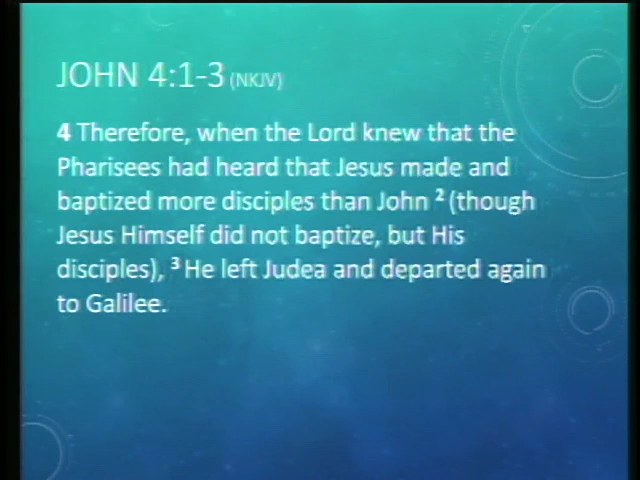 JOHN 4:1-3 (NKJV)
4 Therefore, when the Lord knew that the
Pharisees had heard that Jesus made and
baptized more disciples than John ² (though
Jesus Himself did not baptize, but His
disciples), ³ He left Judea and departed again
to Galilee.